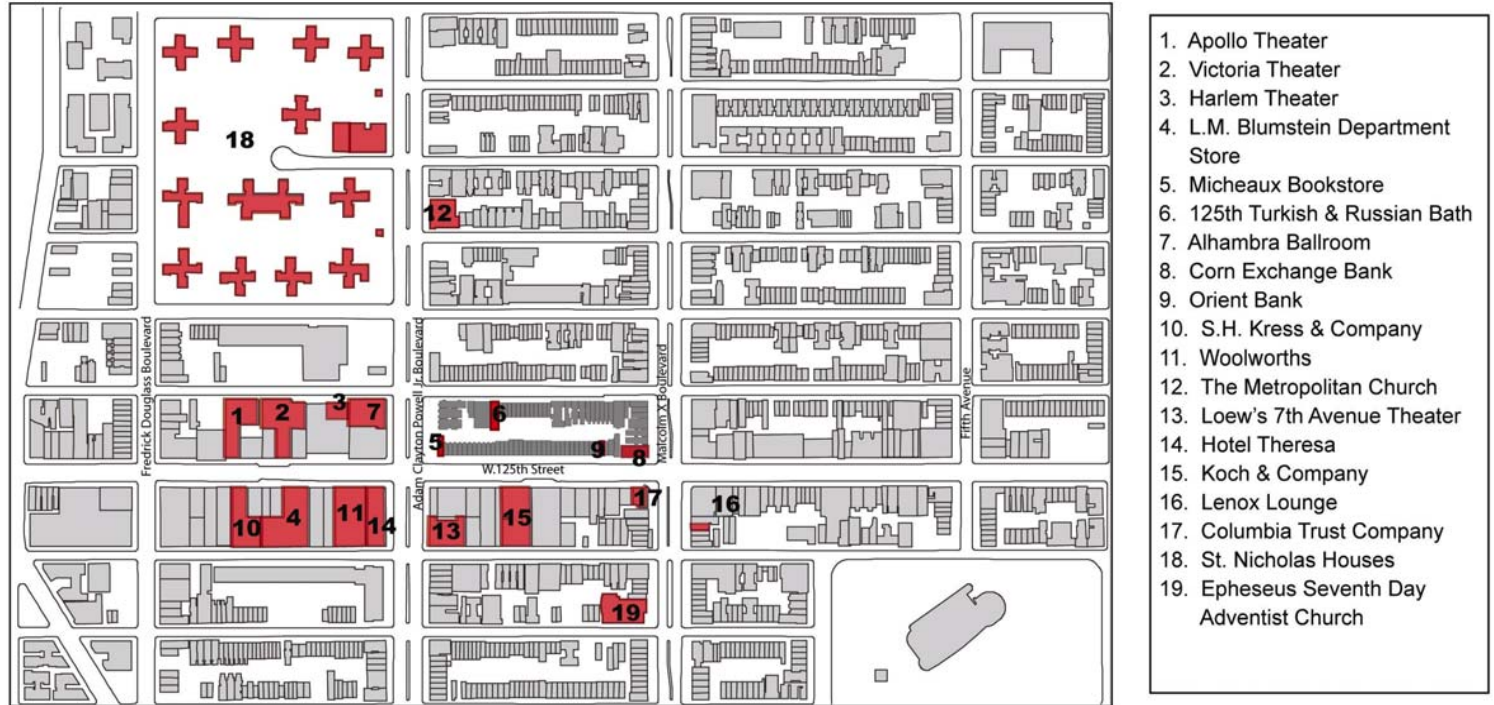 18
12
Fredrick Douglass Boulevard
Adam Clayton Powell Jr. Boulevard
Malcolm X Boulevard
Fifth Avenue
1
2
3
7
6
5
9
8
W.125th Street
10
4
11
14
13
15
17
16
19
1. Apollo Theater
2. Victoria Theater
3. Harlem Theater
4. L.M. Blumstein Department
Store
5. Micheaux Bookstore
6. 125th Turkish & Russian Bath
7. Alhambra Ballroom
8. Corn Exchange Bank
9. Orient Bank
10. S.H. Kress & Company
11. Woolworths
12. The Metropolitan Church
13. Loew's 7th Avenue Theater
14. Hotel Theresa
15. Koch & Company
16. Lenox Lounge
17. Columbia Trust Company
18. St. Nicholas Houses
19. Epheseus Seventh Day
Adventist Church